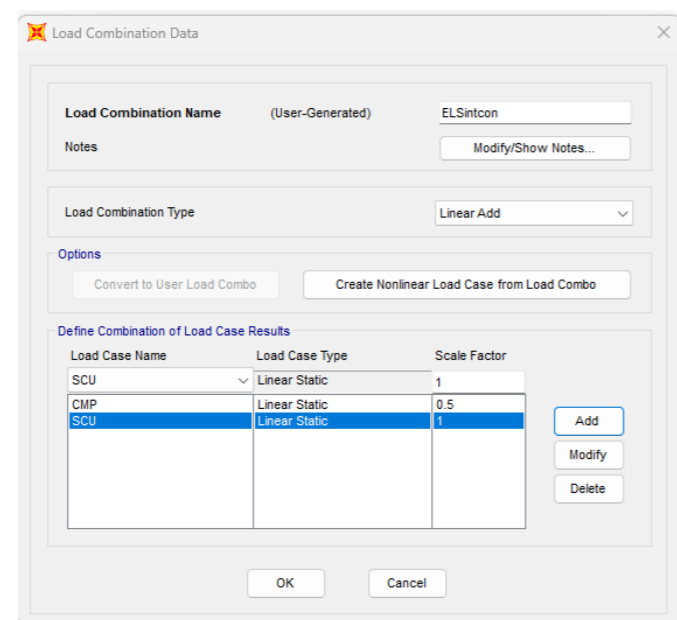 Load Combination Data
Load Combination Name (User-Generated) ELSintcon
Notes Modify/Show Notes...
Load Combination Type Linear Add
Options
Convert to User Load Combo Create Nonlinear Load Case from Load Combo
Define Combination of Load Case Results
Load Case Name Load Case Type Scale Factor
SCU Linear Static 1
CMP Linear Static 0.5
SCU Linear Static 1
Add
Modify
Delete
OK Cancel